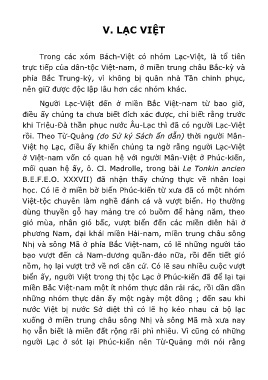 V. LẠC VIỆT
Trong các xóm Bách-Việt có nhóm Lạc-Việt, là tổ tiên
trực tiếp của dân-tộc Việt-nam, ở miền trung châu Bắc-kỳ và
phía Bắc Trung-kỳ, vì không bị quân nhà Tần chinh phục,
nên giữ được độc lập lâu hơn các nhóm khác.
Người Lạc-Việt đến ở miền Bắc Việt-nam từ bao giờ,
điều ấy chúng ta chưa biết đích xác được, chỉ biết rằng trước
khi Triệu-Đà thần phục nước Âu-Lạc thì đã có người Lạc-Việt
rồi. Theo Từ-Quảng (do Sử ký Sách ẩn dẫn) thời người Mân-
Việt họ Lạc, điều ấy khiến chúng ta ngờ rằng người Lạc-Việt
ở Việt-nam vốn có quan hệ với người Mân-Việt ở Phúc-kiến,
mối quan hệ ấy, ô. Cl. Madrolle, trong bài Le Tonkin ancien
(B.E.F.E.O. XXXVII) đã nhận thấy chứng thực về nhân loại học.
Có lẽ ở miền bờ biển Phúc-kiến từ xưa đã có một nhóm
Việt-tộc chuyên làm nghề đánh cá và vượt biển. Họ thường
dùng thuyền gỗ hay mảng tre có buồm để hàng năm, theo
gió mùa, nhân gió bấc, vượt biển đến các miền diên hải ở
phương Nam, đại khái miền Hải-nam, miền trung châu sông
Nhị và sông Mã ở phía Bắc Việt-nam, có lẽ những người táo
bạo vượt đến cả Nam-dương quần-đảo nữa, rồi đến tiết gió
nồm, họ lại vượt trở về nơi căn cứ. Có lẽ sau nhiều cuộc vượt
biển ấy, người Việt trong thị tộc Lạc ở Phúc-kiến đã để lại tại
miền Bắc Việt-nam một ít nhóm thực dân rải rác, rồi dần dần
những nhóm thực dân ấy một ngày một đông ; đến sau khi
nước Việt bị nước Sở diệt thì có lẽ họ kéo nhau cả bộ lạc
xuống ở miền trung châu sông Nhị và sông Mã mà xưa nay
họ vẫn biết là miền đất rộng rãi phì nhiêu. Vì cũng có những
người Lạc ở sót lại Phúc-kiến nên Từ-Quảng mới nói rằng